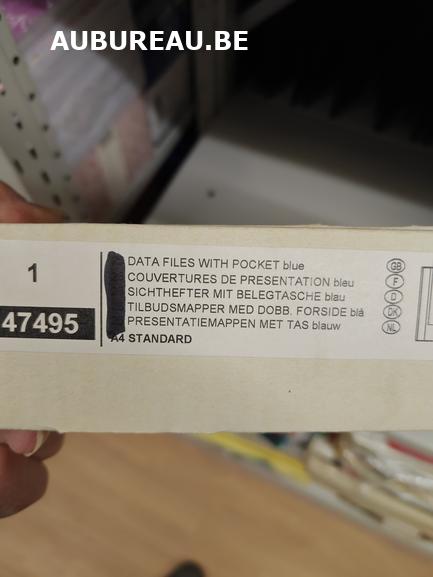 AUBUREAU.BE
1
47495
DATA FILES WITH POCKET blue
COUVERTURES DE PRESENTATION bleu
SICHTHEFTER MIT BELEGTASCHE blau
TILBUDSMAPPER MED DOBB. FORSIDE blå
PRESENTATIEMAPPEN MET TAS blauw
A4 STANDARD
GB
F
D
DK
NL